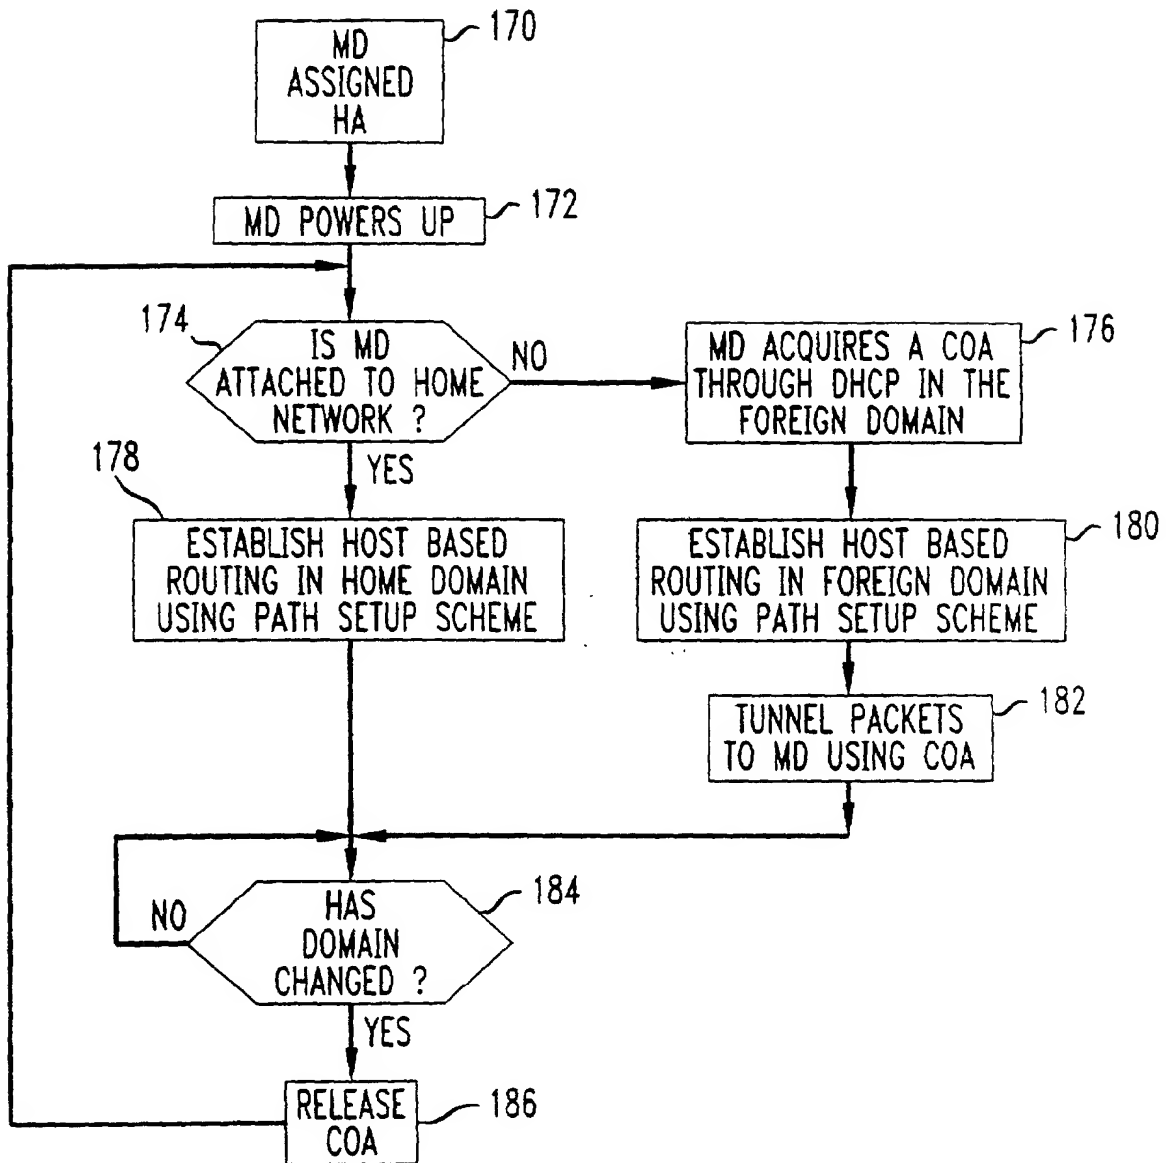 MD
ASSIGNED
HA
170
MD POWERS UP
172
174
IS MD
ATTACHED TO HOME
NETWORK ?
NO
MD ACQUIRES A COA
THROUGH DHCP IN THE
FOREIGN DOMAIN
176
YES
178
ESTABLISH HOST BASED
ROUTING IN HOME DOMAIN
USING PATH SETUP SCHEME
ESTABLISH HOST BASED
ROUTING IN FOREIGN DOMAIN
USING PATH SETUP SCHEME
180
TUNNEL PACKETS
TO MD USING COA
182
NO
HAS
DOMAIN
CHANGED ?
184
YES
RELEASE
COA
186